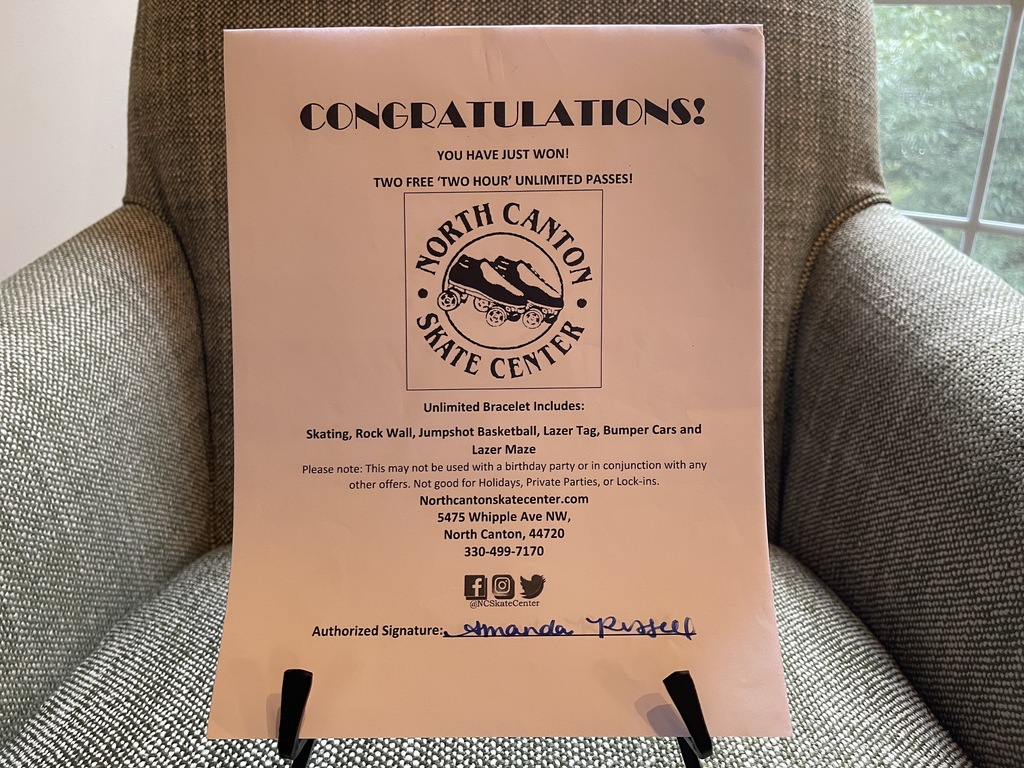 CONGRATULATIONS!
YOU HAVE JUST WON!
TWO FREE ‘TWO HOUR’ UNLIMITED PASSES!
NORTH CANTON
SKATE CENTER
Unlimited Bracelet Includes:
Skating, Rock Wall, Jumpshot Basketball, Lazer Tag, Bumper Cars and
Lazer Maze
Please note: This may not be used with a birthday party or in conjunction with any
other offers. Not good for Holidays, Private Parties, or Lock-ins.
Northcantonskatecenter.com
5475 Whipple Ave NW,
North Canton, 44720
330-499-7170
@NCSkateCenter
Authorized Signature: Amanda Russell